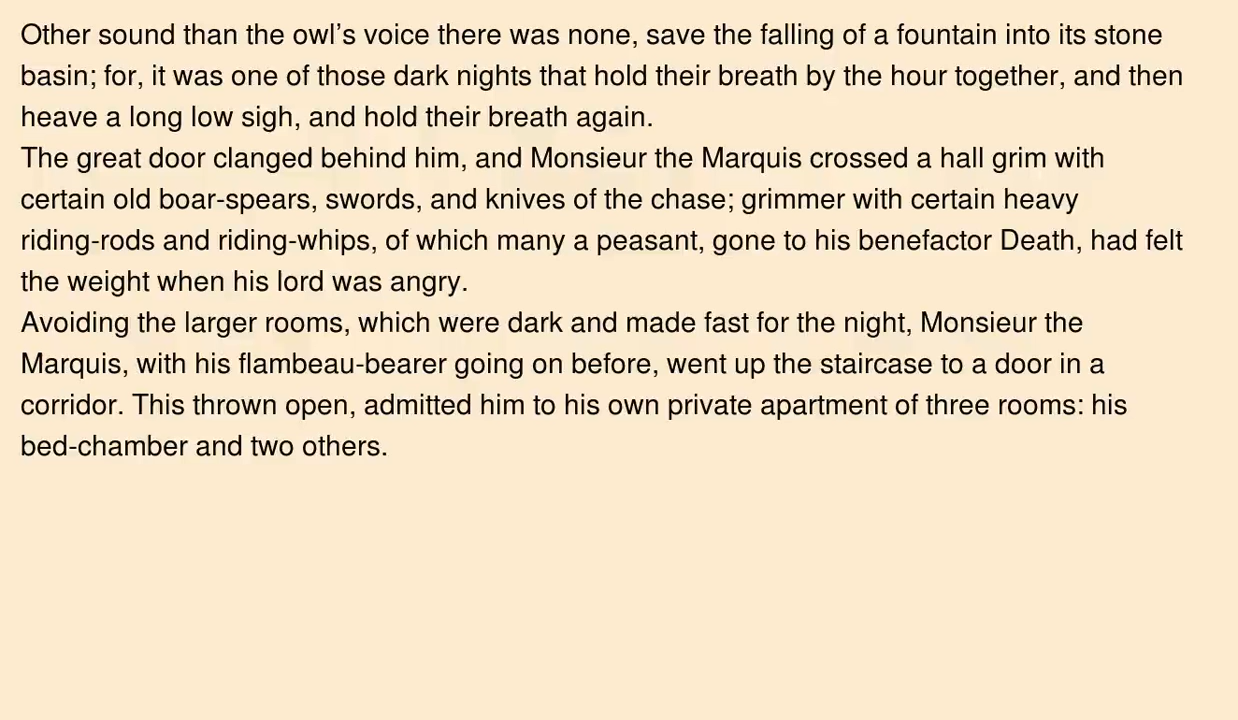 Other sound than the owl’s voice there was none, save the falling of a fountain into its stone
basin; for, it was one of those dark nights that hold their breath by the hour together, and then
heave a long low sigh, and hold their breath again.
The great door clanged behind him, and Monsieur the Marquis crossed a hall grim with
certain old boar-spears, swords, and knives of the chase; grimmer with certain heavy
riding-rods and riding-whips, of which many a peasant, gone to his benefactor Death, had felt
the weight when his lord was angry.
Avoiding the larger rooms, which were dark and made fast for the night, Monsieur the
Marquis, with his flambeau-bearer going on before, went up the staircase to a door in a
corridor. This thrown open, admitted him to his own private apartment of three rooms: his
bed-chamber and two others.